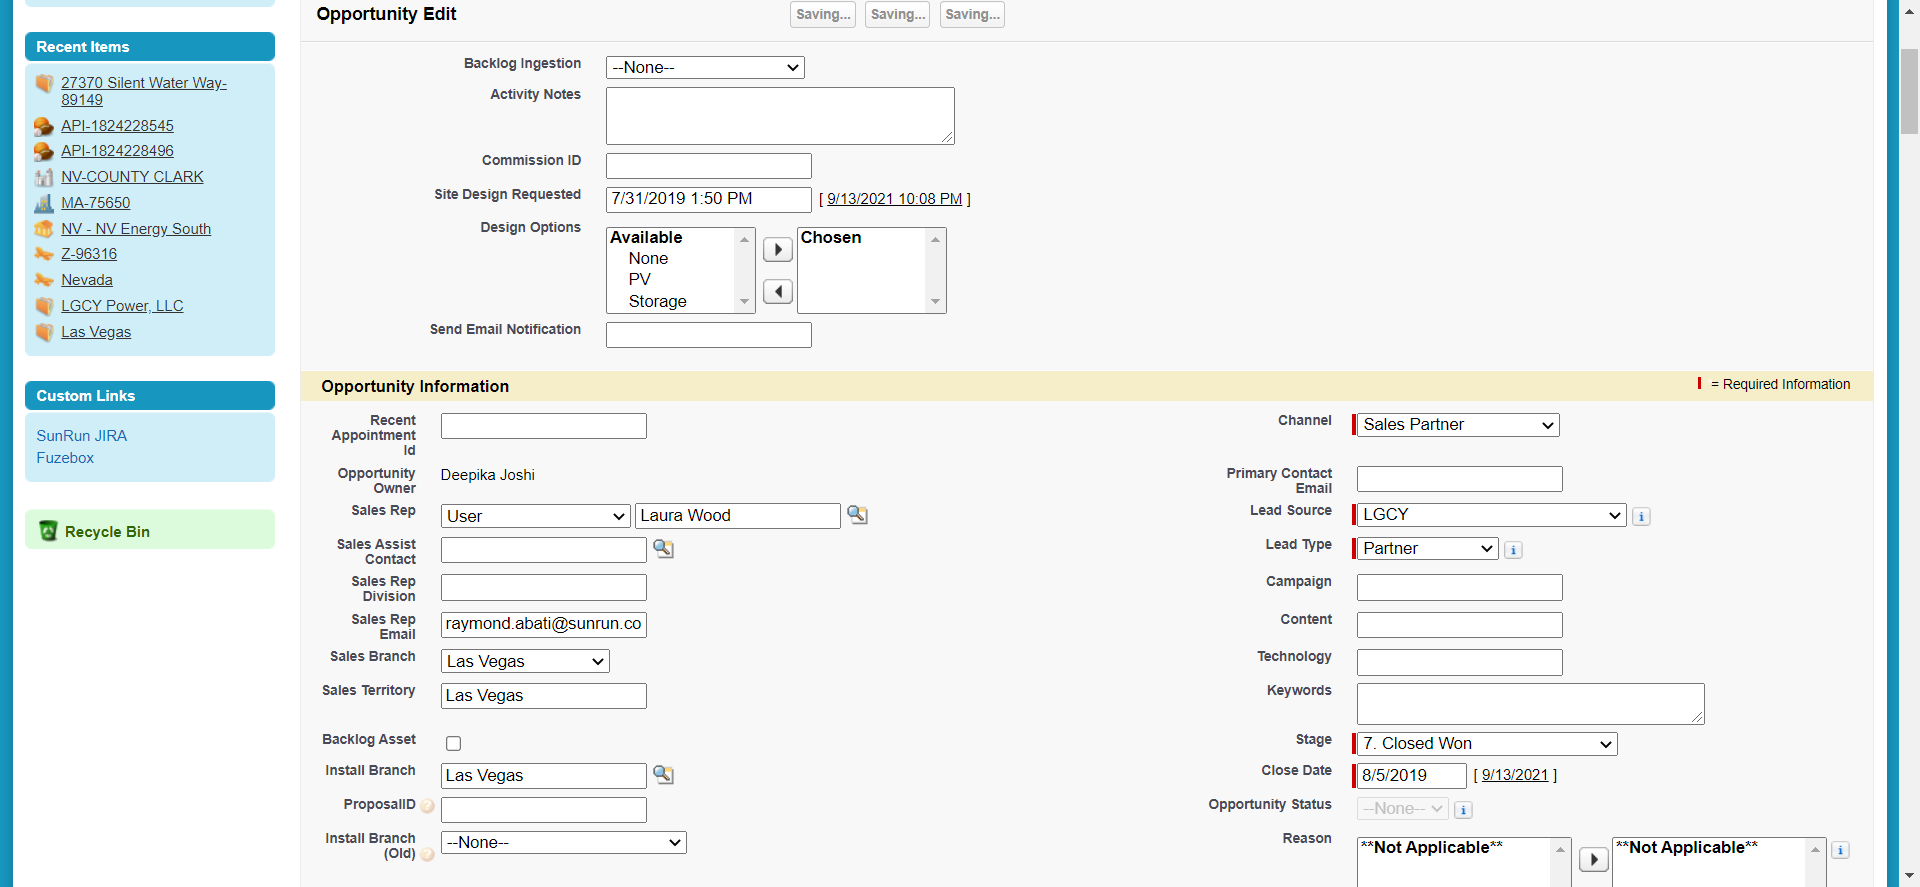 Opportunity Edit
Saving... Saving... Saving...
Recent Items
27370 Silent Water Way-
89149
API-1824228545
API-1824228496
NV-COUNTY CLARK
MA-75650
NV - NV Energy South
Z-96316
Nevada
LGCY Power, LLC
Las Vegas
Custom Links
SunRun JIRA
Fuzebox
Recycle Bin
Backlog Ingestion --None--
Activity Notes
Commission ID
Site Design Requested 7/31/2019 1:50 PM [ 9/13/2021 10:08 PM ]
Design Options
Available Chosen
None
PV
Storage
Send Email Notification
Opportunity Information = Required Information
Recent
Appointment
Id
Opportunity
Owner
Deepika Joshi
Sales Rep User Laura Wood
Sales Assist
Contact
Sales Rep
Division
Sales Rep
Email
raymond.abati@sunrun.co
Sales Branch Las Vegas
Sales Territory Las Vegas
Backlog Asset
Install Branch Las Vegas
ProposalID ?
Install Branch
(Old) ?
--None--
Channel Sales Partner
Primary Contact
Email
Lead Source LGCY i
Lead Type Partner i
Campaign
Content
Technology
Keywords
Stage 7. Closed Won
Close Date 8/5/2019 [ 9/13/2021 ]
Opportunity Status --None-- i
Reason **Not Applicable** **Not Applicable** i